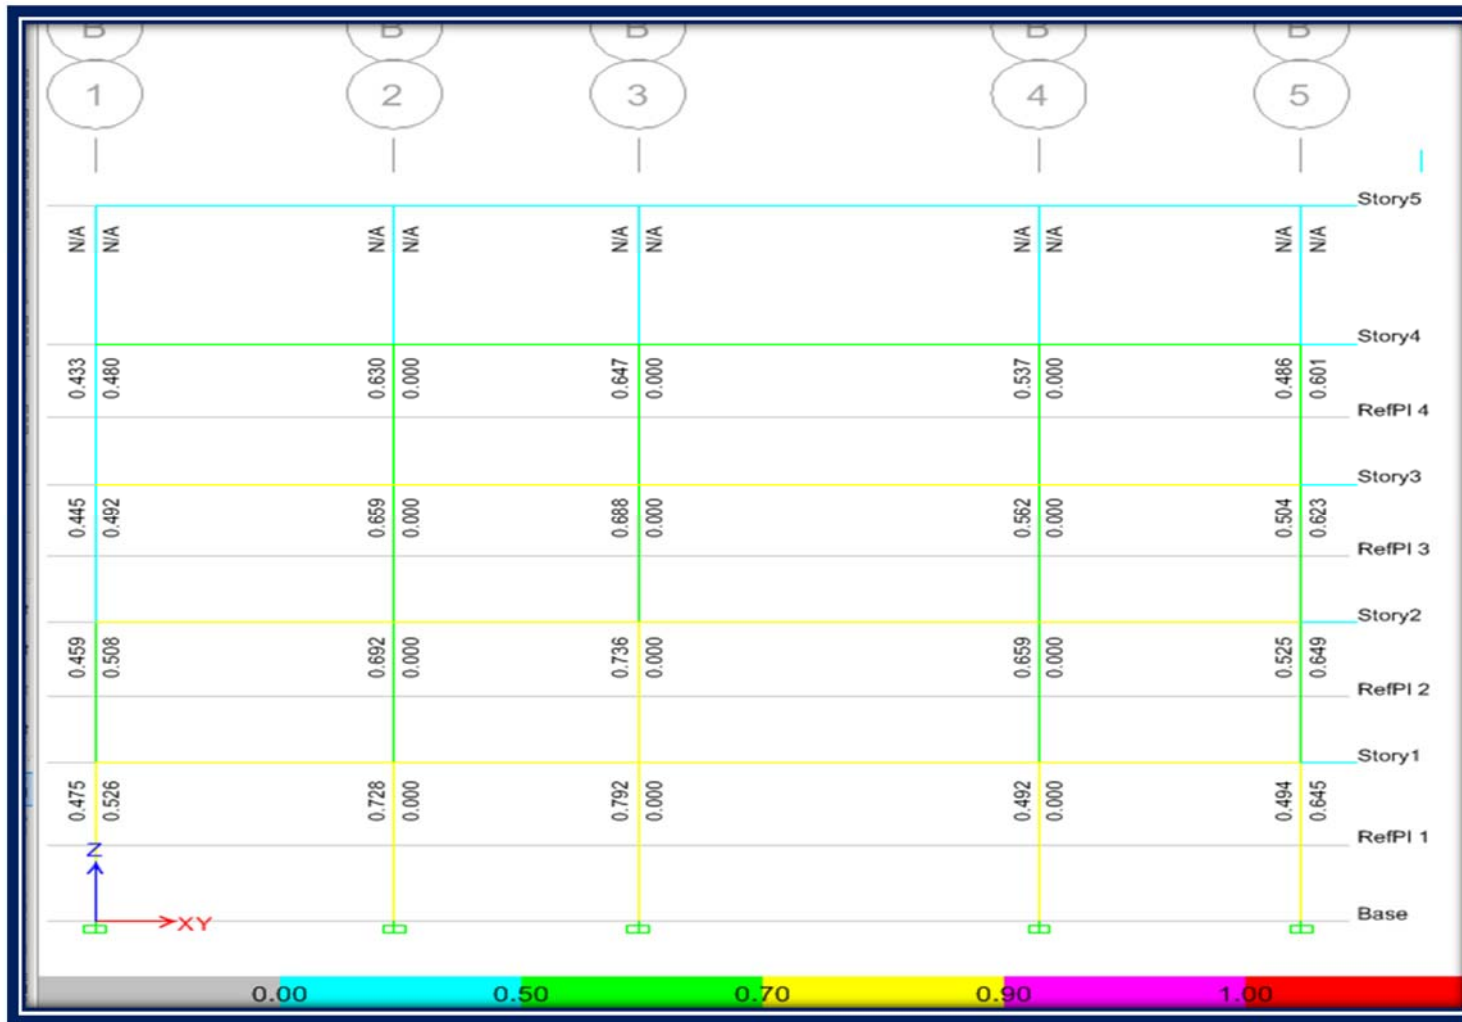 B B B B B
1 2 3 4 5
Story5
N/A N/A N/A N/A N/A N/A N/A N/A N/A N/A
Story4
0.433 0.480 0.630 0.000 0.647 0.000 0.537 0.000 0.486 0.601
RefPl 4
Story3
0.445 0.492 0.659 0.000 0.688 0.000 0.562 0.000 0.504 0.623
RefPl 3
Story2
0.459 0.508 0.692 0.000 0.736 0.000 0.659 0.000 0.525 0.649
RefPl 2
Story1
0.475 0.526 0.728 0.000 0.792 0.000 0.492 0.000 0.494 0.645
RefPl 1
Z
XY
Base
0.00 0.50 0.70 0.90 1.00